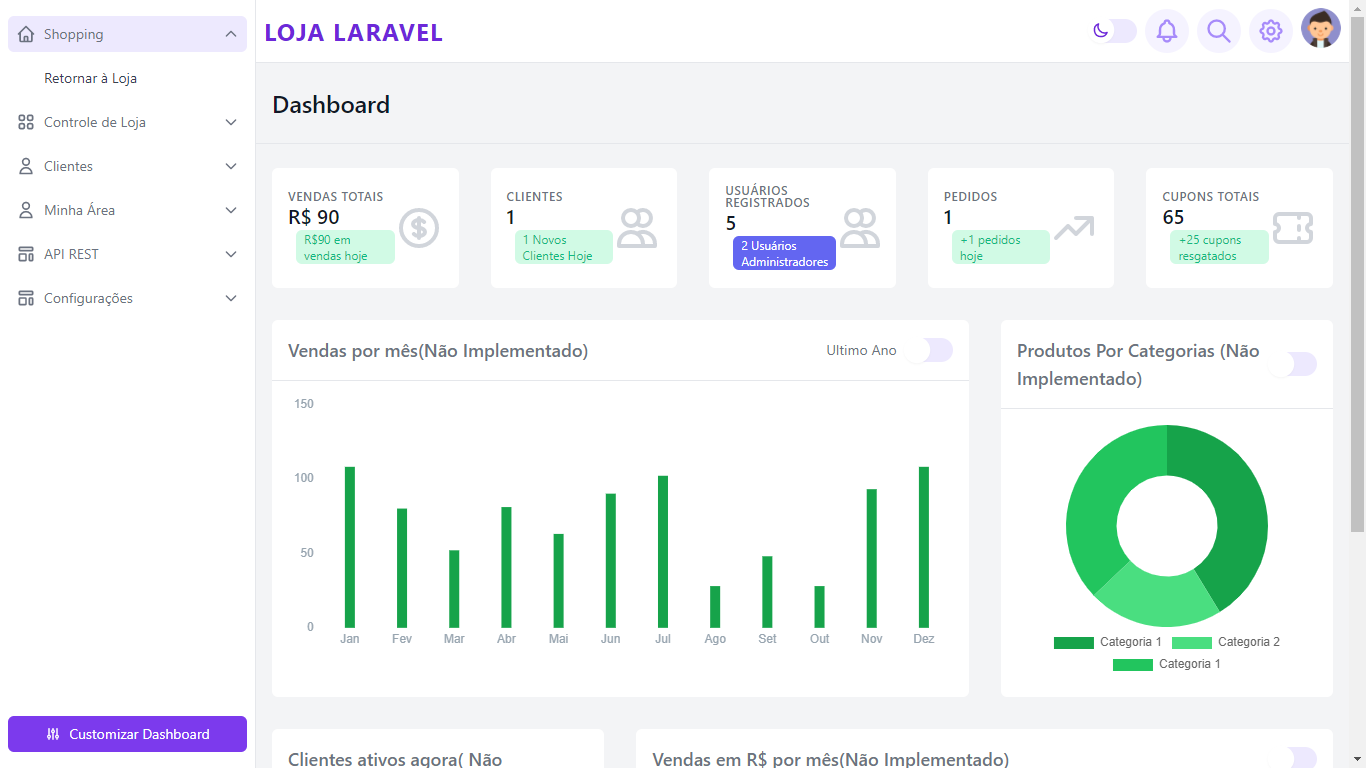 Shopping
Retornar à Loja
Controle de Loja
Clientes
Minha Área
API REST
Configurações
Customizar Dashboard
LOJA LARAVEL
Dashboard
VENDAS TOTAIS
R$ 90
R$90 em
vendas hoje
CLIENTES
1
1 Novos
Clientes Hoje
USUÁRIOS
REGISTRADOS
5
2 Usuários
Administradores
PEDIDOS
1
+1 pedidos
hoje
CUPONS TOTAIS
65
+25 cupons
resgatados
Vendas por mês(Não Implementado)
Ultimo Ano
150
100
50
0
Jan Fev Mar Abr Mai Jun Jul Ago Set Out Nov Dez
Produtos Por Categorias (Não
Implementado)
Categoria 1 Categoria 2
Categoria 1
Clientes ativos agora( Não
Vendas em R$ por mês(Não Implementado)